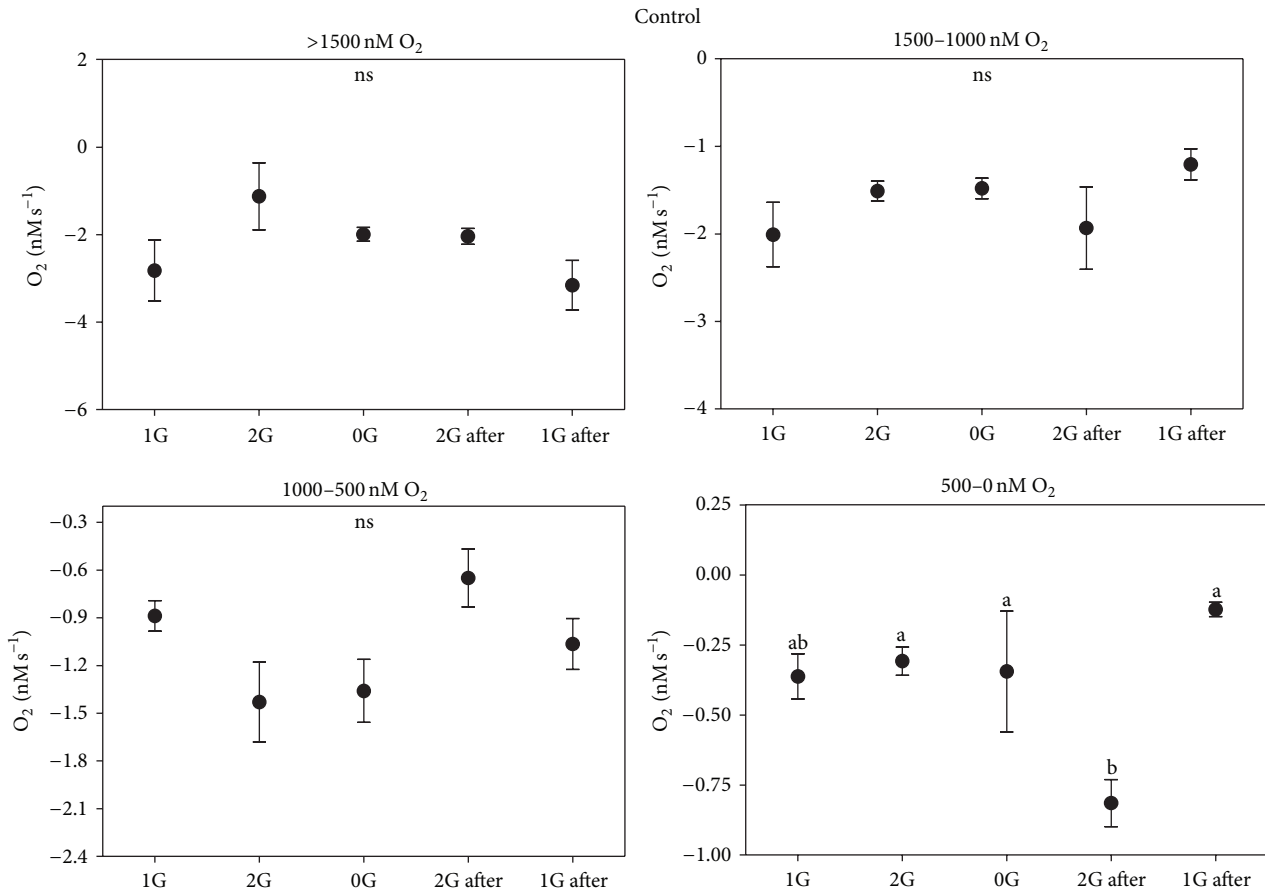 Control
>1500 nM O₂
ns
2
0
−2
−4
−6
O₂ (nM s⁻¹)
1G 2G 0G 2G after 1G after
1500–1000 nM O₂
ns
0
−1
−2
−3
−4
O₂ (nM s⁻¹)
1G 2G 0G 2G after 1G after
1000–500 nM O₂
ns
−0.3
−0.6
−0.9
−1.2
−1.5
−1.8
−2.1
−2.4
O₂ (nM s⁻¹)
1G 2G 0G 2G after 1G after
500–0 nM O₂
0.25
0.00
−0.25
−0.50
−0.75
−1.00
O₂ (nM s⁻¹)
ab a a b a
1G 2G 0G 2G after 1G after